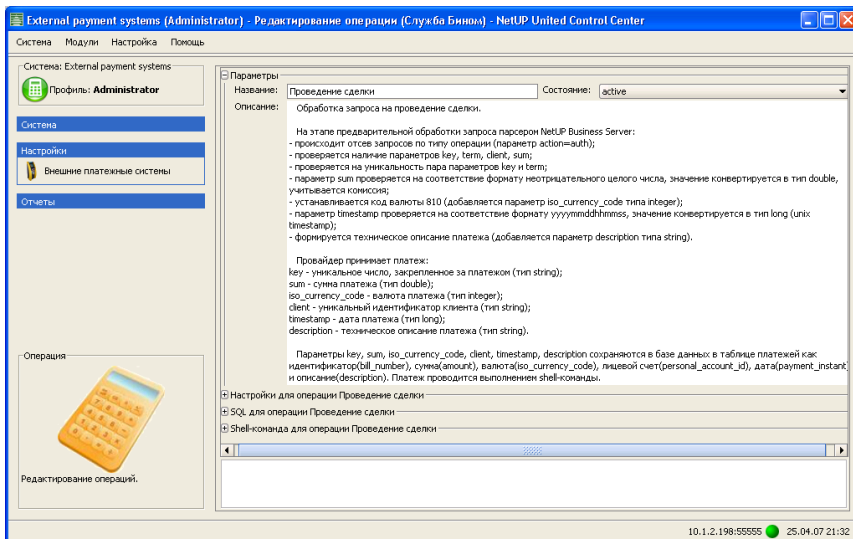 External payment systems (Administrator) - Редактирование операции (Служба Бином) - NetUP United Control Center
Система Модули Настройка Помощь
Система: External payment systems
Профиль: Administrator
Система
Настройки
Внешние платежные системы
Отчеты
Операция
Редактирование операций.
Параметры
Название: Проведение сделки Состояние: active
Описание: Обработка запроса на проведение сделки.
На этапе предварительной обработки запроса парсером NetUP Business Server:
- происходит отсев запросов по типу операции (параметр action=auth);
- проверяется наличие параметров key, term, client, sum;
- проверяется на уникальность пара параметров key и term;
- параметр sum проверяется на соответствие формату неотрицательного целого числа, значение конвертируется в тип double,
учитывается комиссия;
- устанавливается код валюты 810 (добавляется параметр iso_currency_code типа integer);
- параметр timestamp проверяется на соответствие формату yyyymmddhhmmss, значение конвертируется в тип long (unix
timestamp);
- формируется техническое описание платежа (добавляется параметр description типа string).
Провайдер принимает платеж:
key - уникальное число, закрепленное за платежом (тип string);
sum - сумма платежа (тип double);
iso_currency_code - валюта платежа (тип integer);
client - уникальный идентификатор клиента (тип string);
timestamp - дата платежа (тип long);
description - техническое описание платежа (тип string).
Параметры key, sum, iso_currency_code, client, timestamp, description сохраняются в базе данных в таблице платежей как
идентификатор(bill_number), сумма(amount), валюта(iso_currency_code), лицевой счет(personal_account_id), дата(payment_instant)
и описание(description). Платеж проводится выполнением shell-команды.
Настройки для операции Проведение сделки
SQL для операции Проведение сделки
Shell-команда для операции Проведение сделки
10.1.2.198:55555 25.04.07 21:32